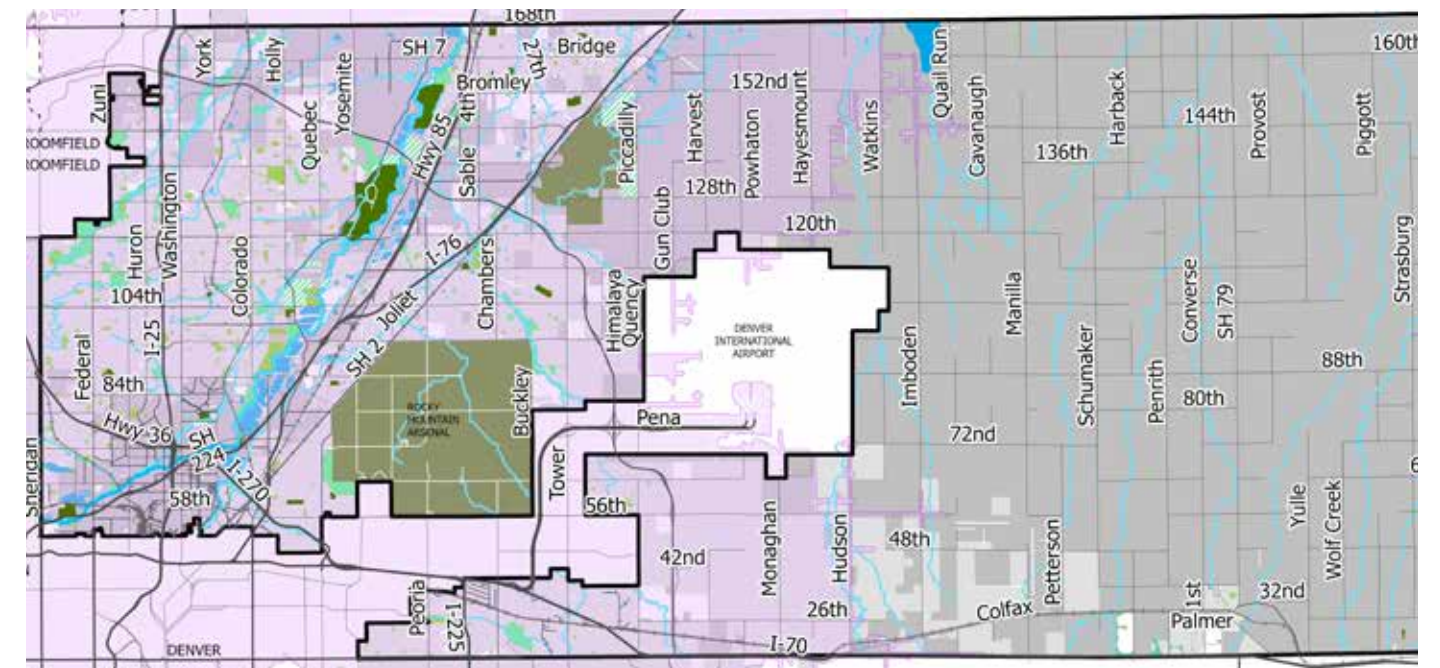 168th
York
Holly
SH 7
27th
Bridge
160th
Zuni
Quebec
Yosemite
Bromley
4th
152nd
Hayesmount
Quail Run
Cavanaugh
Harback
144th
Provost
Piggott
ROOMFIELD
ROOMFIELD
Hwy 85
Sable
Piccadilly
Harvest
Powhaton
Watkins
136th
128th
Huron
Washington
120th
Gun Club
Strasburg
I-76
Chambers
Colorado
104th
Himalaya
Quency
Manilla
Converse
SH 79
I-25
Joliet
SH 2
DENVER
INTERNATIONAL
AIRPORT
Federal
84th
Imboden
Schumaker
Penrith
88th
80th
ROCKY
MOUNTAIN
ARSENAL
Buckley
Pena
72nd
Hwy 36
SH
224
I-270
Sheridan
58th
Tower
56th
6
Yulle
Wolf Creek
42nd
48th
Monaghan
Hudson
Petterson
Peoria
I-225
26th
Colfax
1st
Palmer
32nd
I-70
DENVER